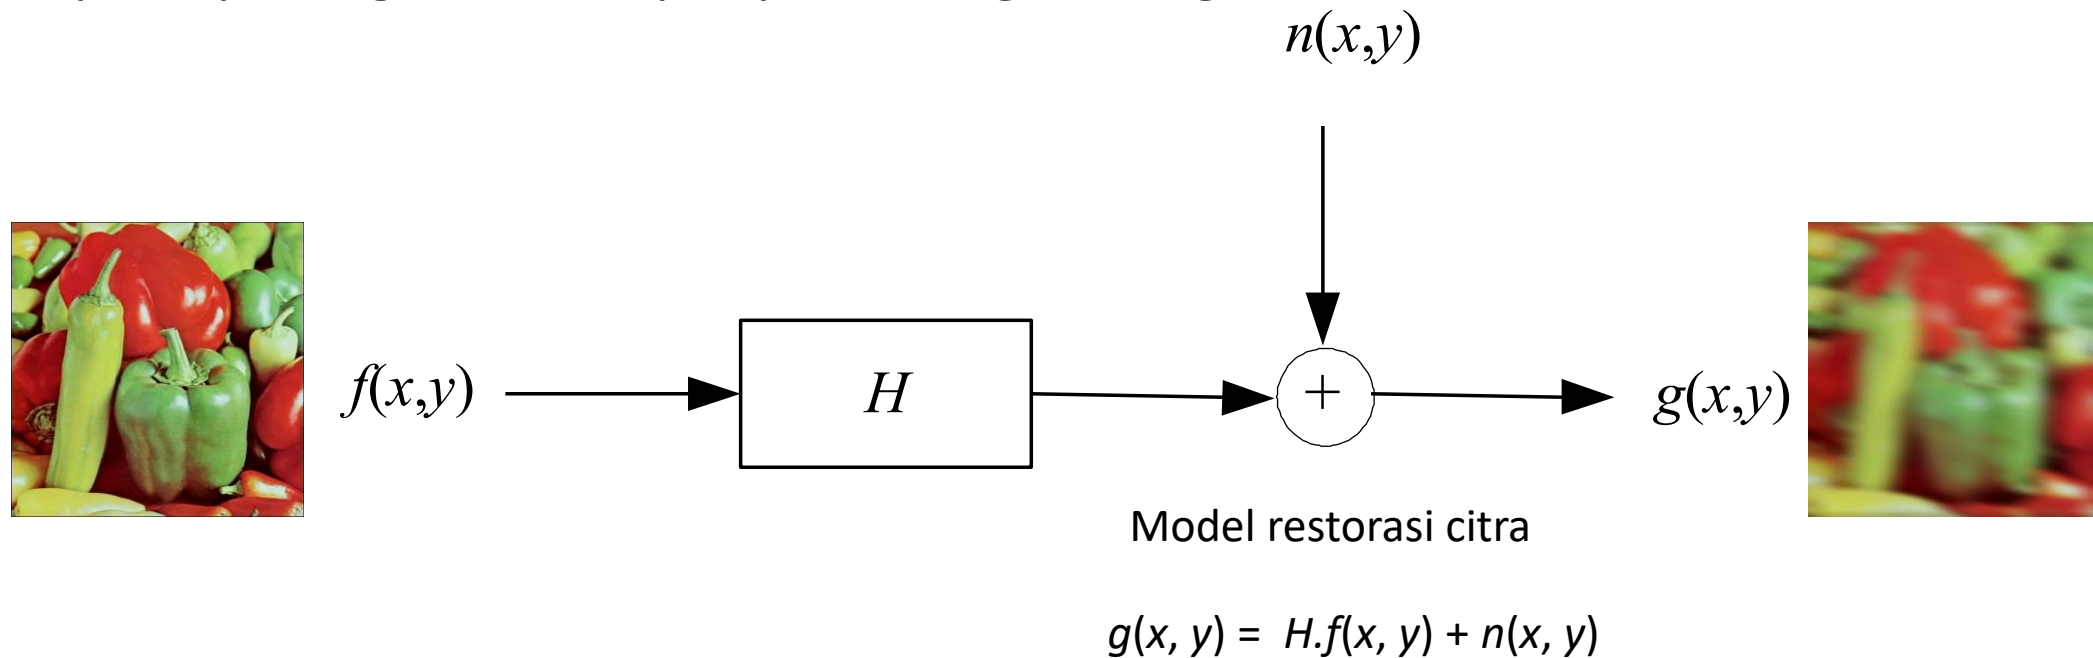 n(x,y)
f(x,y) H + g(x,y)
Model restorasi citra
g(x, y) = H.f(x, y) + n(x, y)